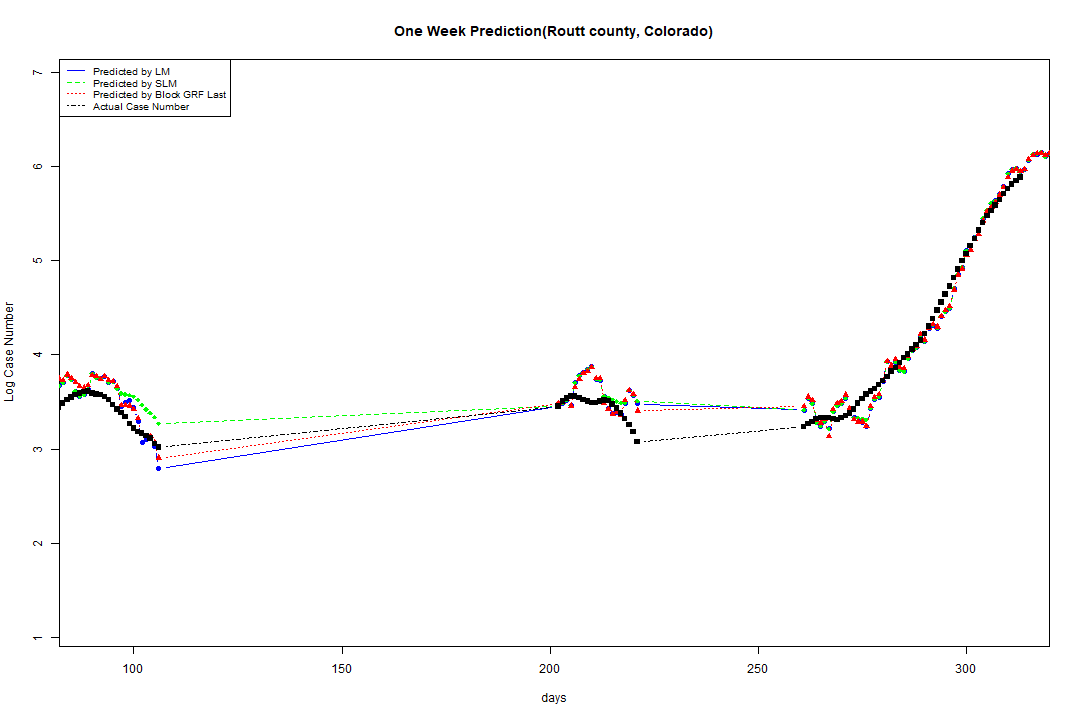 One Week Prediction(Routt county, Colorado)
Predicted by LM
Predicted by SLM
Predicted by Block GRF Last
Actual Case Number
Log Case Number
7
6
5
4
3
2
1
100 150 200 250 300
days